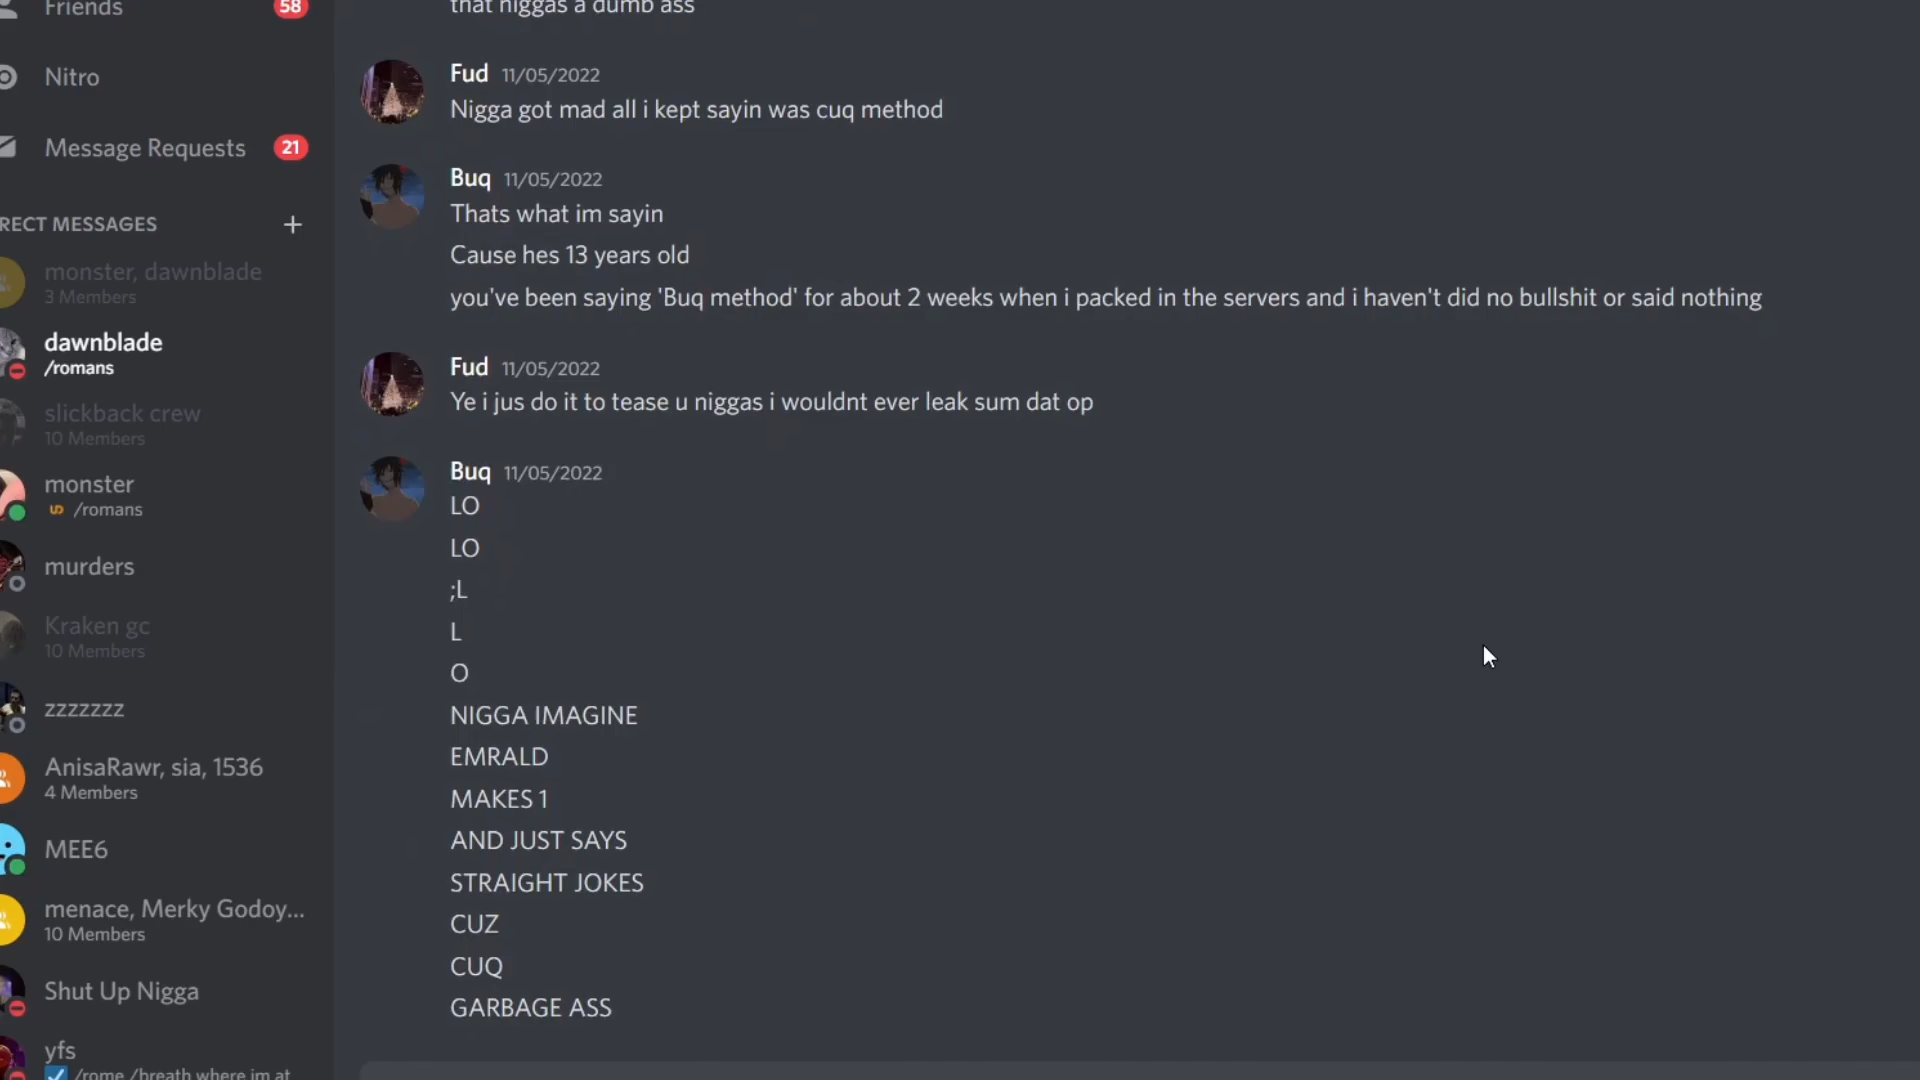 Friends 58
Nitro
Message Requests 21
RECT MESSAGES +
monster, dawnblade
3 Members
dawnblade
/romans
slickback crew
10 Members
monster
/romans
murders
Kraken gc
10 Members
zzzzzzz
AnisaRawr, sia, 1536
4 Members
MEE6
menace, Merky Godoy...
10 Members
Shut Up Nigga
yfs
/rome /breath where im at
that niggas a dumb ass
Fud 11/05/2022
Nigga got mad all i kept sayin was cuq method
Buq 11/05/2022
Thats what im sayin
Cause hes 13 years old
you've been saying 'Buq method' for about 2 weeks when i packed in the servers and i haven't did no bullshit or said nothing
Fud 11/05/2022
Ye i jus do it to tease u niggas i wouldnt ever leak sum dat op
Buq 11/05/2022
LO
LO
;L
L
O
NIGGA IMAGINE
EMRALD
MAKES 1
AND JUST SAYS
STRAIGHT JOKES
CUZ
CUQ
GARBAGE ASS